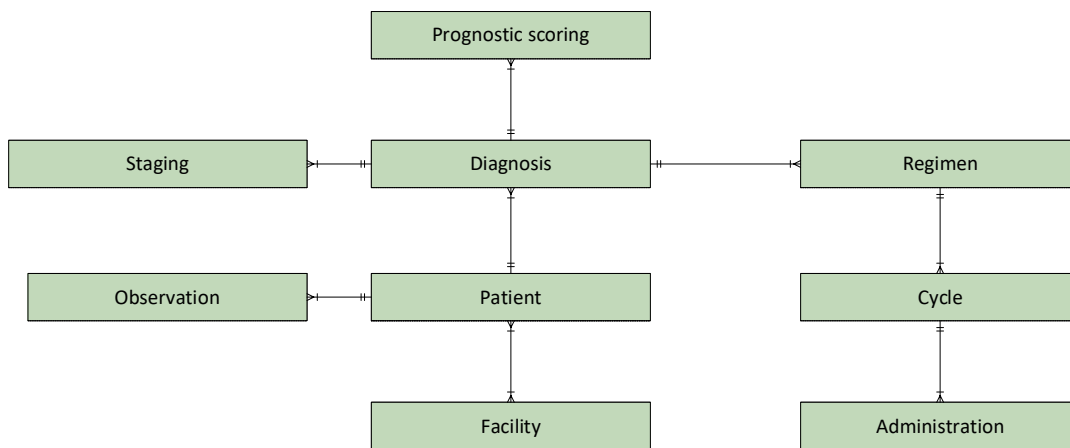 Prognostic scoring
Staging
Diagnosis
Regimen
Observation
Patient
Cycle
Facility
Administration